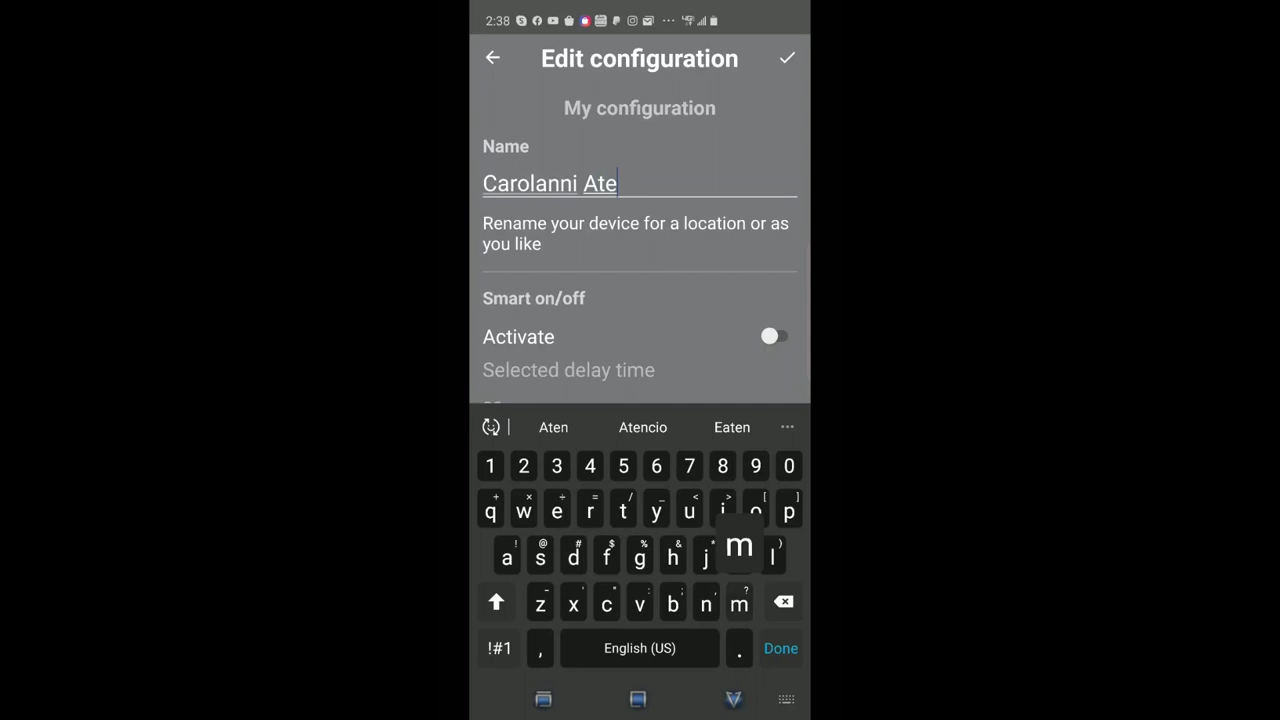 2:38
Edit configuration
My configuration
Name
Carolanni Ate
Rename your device for a location or as
you like
Smart on/off
Activate
Selected delay time
Aten Atencio Eaten
1 2 3 4 5 6 7 8 9 0
+ × ÷ = / _ < > [ ]
q w e r t y u i o p
! @ # $ % & * )
a s d f g h j m l
- ' " : ; , ?
z x c v b n m
!#1 , English (US) . Done